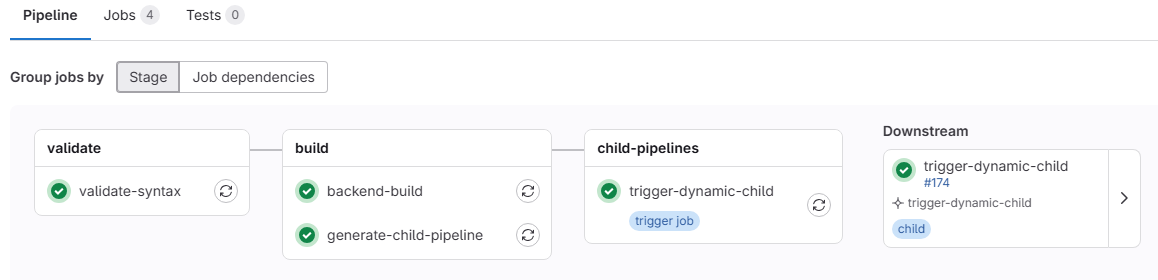 Pipeline Jobs 4 Tests 0
Group jobs by Stage Job dependencies
validate
validate-syntax
build
backend-build
generate-child-pipeline
child-pipelines
trigger-dynamic-child
trigger job
Downstream
trigger-dynamic-child
#174
trigger-dynamic-child
child